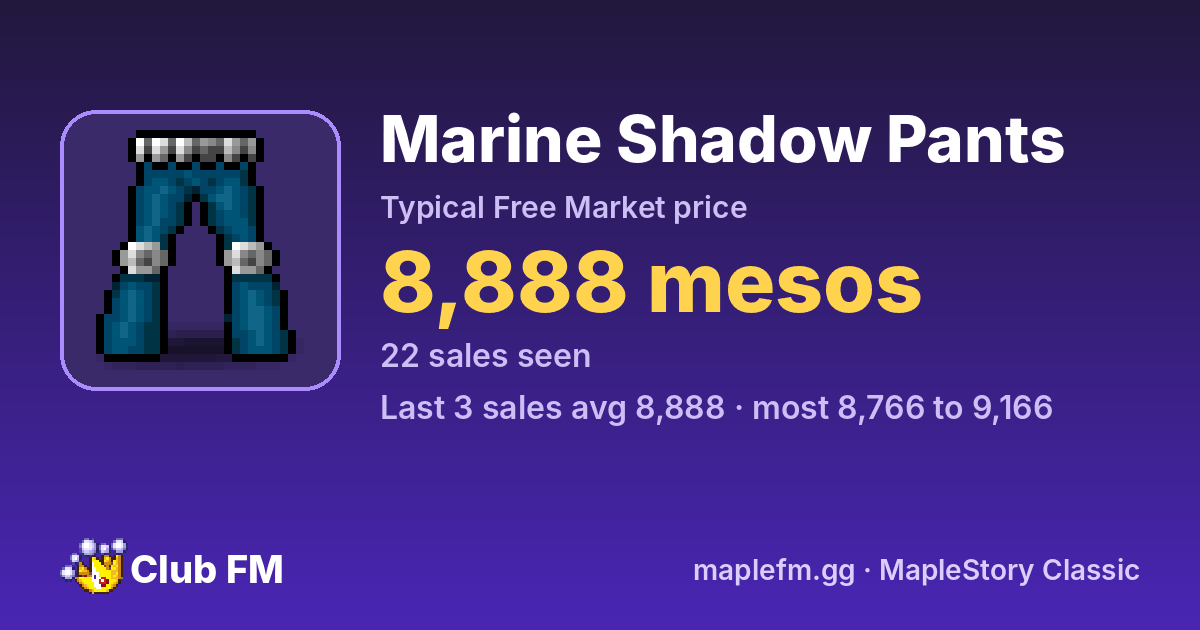 Marine Shadow Pants
Typical Free Market price
8,888 mesos
22 sales seen
Last 3 sales avg 8,888 · most 8,766 to 9,166
Club FM
maplefm.gg · MapleStory Classic